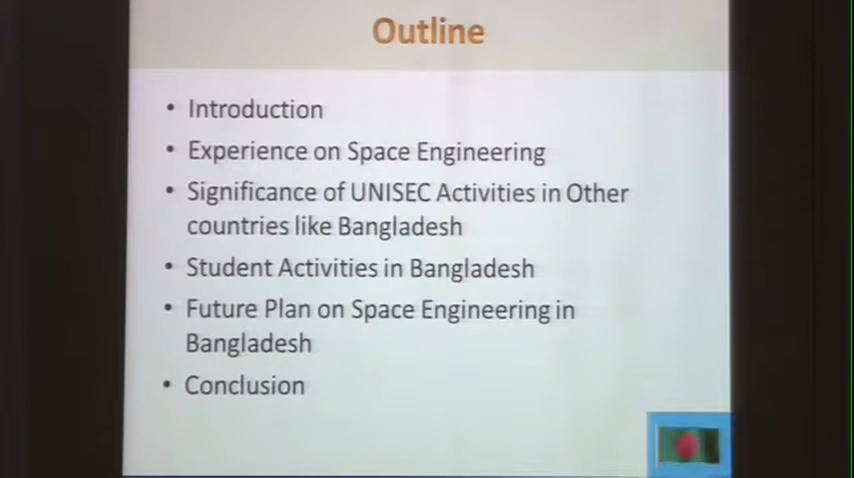 Outline
• Introduction
• Experience on Space Engineering
• Significance of UNISEC Activities in Other
countries like Bangladesh
• Student Activities in Bangladesh
• Future Plan on Space Engineering in
Bangladesh
• Conclusion